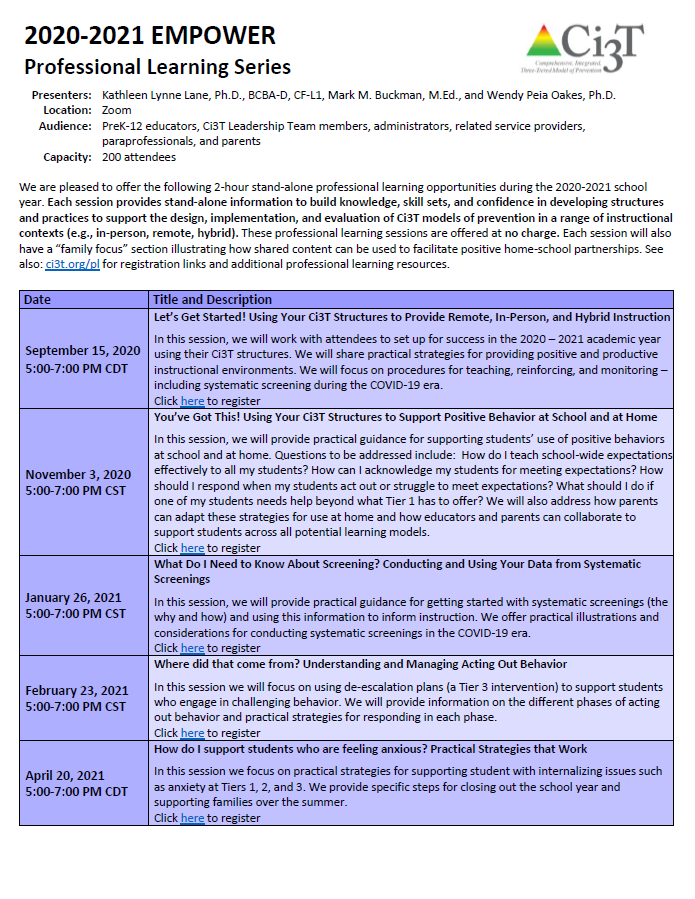 2020-2021 EMPOWER
Professional Learning Series
Ci3T
Comprehensive, Integrated,
Three-Tiered Model of Prevention
Presenters: Kathleen Lynne Lane, Ph.D., BCBA-D, CF-L1, Mark M. Buckman, M.Ed., and Wendy Peia Oakes, Ph.D.
Location: Zoom
Audience: PreK-12 educators, Ci3T Leadership Team members, administrators, related service providers,
paraprofessionals, and parents
Capacity: 200 attendees
We are pleased to offer the following 2-hour stand-alone professional learning opportunities during the 2020-2021 school
year. Each session provides stand-alone information to build knowledge, skill sets, and confidence in developing structures
and practices to support the design, implementation, and evaluation of Ci3T models of prevention in a range of instructional
contexts (e.g., in-person, remote, hybrid). These professional learning sessions are offered at no charge. Each session will also
have a “family focus” section illustrating how shared content can be used to facilitate positive home-school partnerships. See
also: ci3t.org/pl for registration links and additional professional learning resources.
Date Title and Description
September 15, 2020
5:00-7:00 PM CDT
Let’s Get Started! Using Your Ci3T Structures to Provide Remote, In-Person, and Hybrid Instruction
In this session, we will work with attendees to set up for success in the 2020 – 2021 academic year
using their Ci3T structures. We will share practical strategies for providing positive and productive
instructional environments. We will focus on procedures for teaching, reinforcing, and monitoring –
including systematic screening during the COVID-19 era.
Click here to register
November 3, 2020
5:00-7:00 PM CST
You’ve Got This! Using Your Ci3T Structures to Support Positive Behavior at School and at Home
In this session, we will provide practical guidance for supporting students’ use of positive behaviors
at school and at home. Questions to be addressed include: How do I teach school-wide expectations
effectively to all my students? How can I acknowledge my students for meeting expectations? How
should I respond when my students act out or struggle to meet expectations? What should I do if
one of my students needs help beyond what Tier 1 has to offer? We will also address how parents
can adapt these strategies for use at home and how educators and parents can collaborate to
support students across all potential learning models.
Click here to register
January 26, 2021
5:00-7:00 PM CST
What Do I Need to Know About Screening? Conducting and Using Your Data from Systematic
Screenings
In this session, we will provide practical guidance for getting started with systematic screenings (the
why and how) and using this information to inform instruction. We offer practical illustrations and
considerations for conducting systematic screenings in the COVID-19 era.
Click here to register
February 23, 2021
5:00-7:00 PM CST
Where did that come from? Understanding and Managing Acting Out Behavior
In this session we will focus on using de-escalation plans (a Tier 3 intervention) to support students
who engage in challenging behavior. We will provide information on the different phases of acting
out behavior and practical strategies for responding in each phase.
Click here to register
April 20, 2021
5:00-7:00 PM CDT
How do I support students who are feeling anxious? Practical Strategies that Work
In this session we focus on practical strategies for supporting student with internalizing issues such
as anxiety at Tiers 1, 2, and 3. We provide specific steps for closing out the school year and
supporting families over the summer.
Click here to register